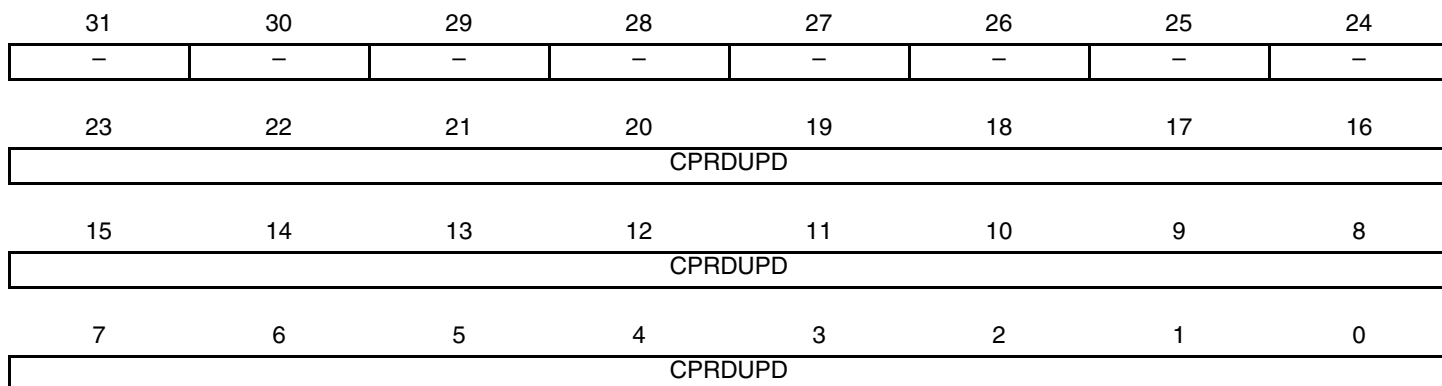 31 30 29 28 27 26 25 24
– – – – – – – –
23 22 21 20 19 18 17 16
CPRDUPD
15 14 13 12 11 10 9 8
CPRDUPD
7 6 5 4 3 2 1 0
CPRDUPD